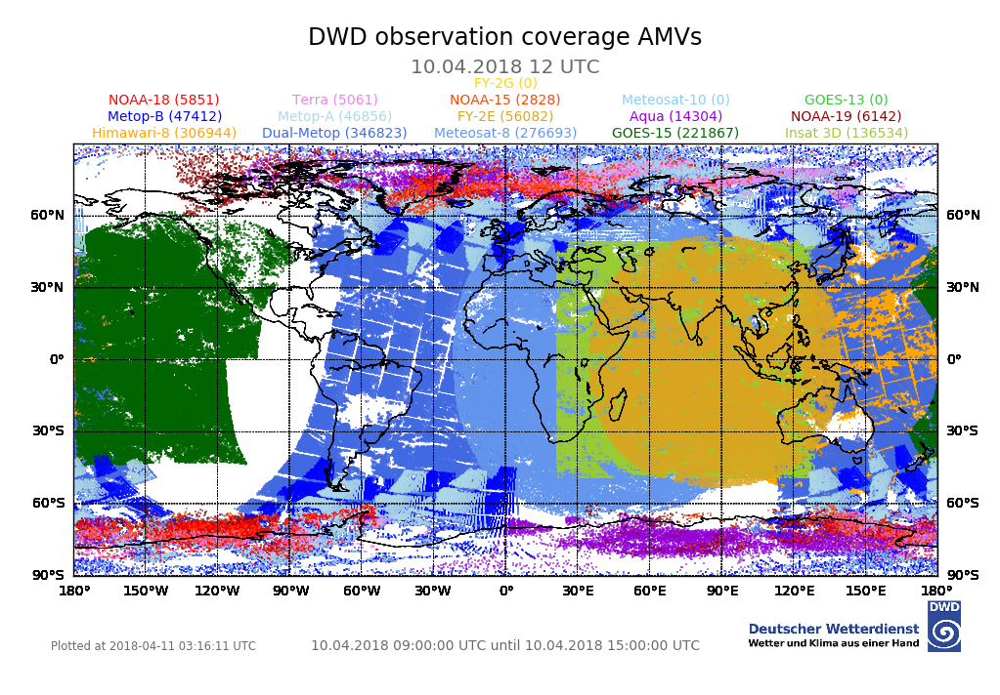 DWD observation coverage AMVs
10.04.2018 12 UTC
FY-2G (0)
NOAA-18 (5851) Terra (5061) NOAA-15 (2828) Meteosat-10 (0) GOES-13 (0)
Metop-B (47412) Metop-A (46856) FY-2E (56082) Aqua (14304) NOAA-19 (6142)
Himawari-8 (306944) Dual-Metop (346823) Meteosat-8 (276693) GOES-15 (221867) Insat 3D (136534)
60°N 60°N
30°N 30°N
0° 0°
30°S 30°S
60°S 60°S
90°S 90°S
180° 150°W 120°W 90°W 60°W 30°W 0° 30°E 60°E 90°E 120°E 150°E 180°
DWD
Deutscher Wetterdienst
Wetter und Klima aus einer Hand
Plotted at 2018-04-11 03:16:11 UTC 10.04.2018 09:00:00 UTC until 10.04.2018 15:00:00 UTC